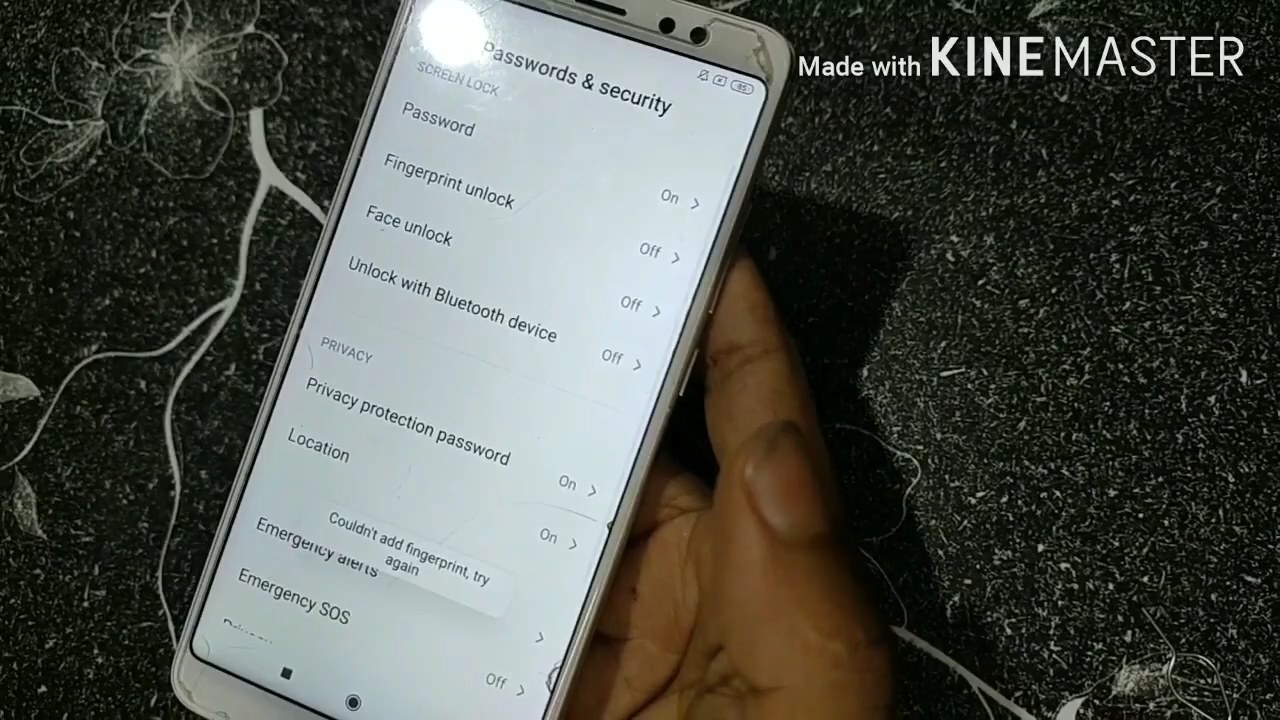 Made with KINEMASTER
85
Passwords & security
SCREEN LOCK
Password
On
Fingerprint unlock
Off
Face unlock
Off
Unlock with Bluetooth device
Off
PRIVACY
Privacy protection password
On
Location
On
Couldn't add fingerprint, try
again
Emergency alerts
Emergency SOS
Off